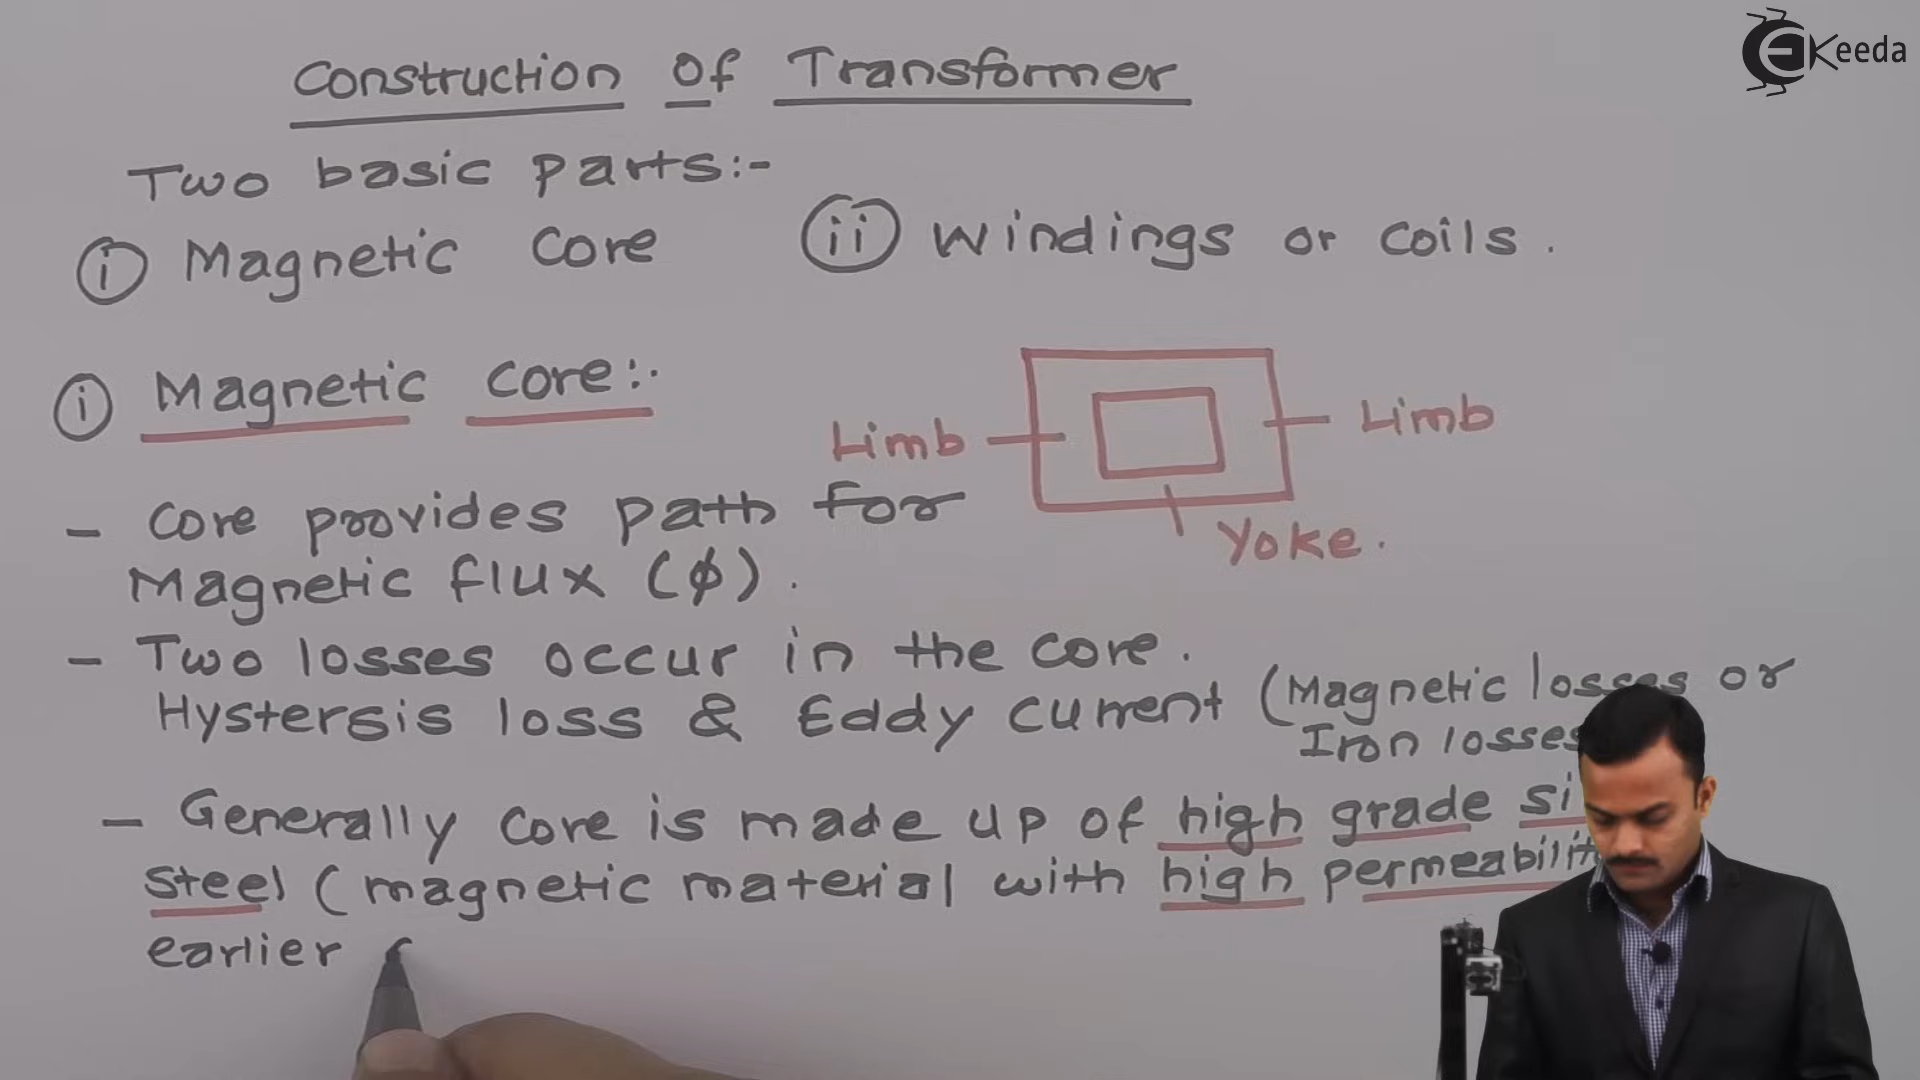 Construction of Transformer
Two basic parts:-
i Magnetic Core ii Windings or coils.
i Magnetic core:-
Limb Limb
- Core provides path for
Yoke.
Magnetic flux (ϕ).
- Two losses occur in the core.
Hystersis loss & Eddy current (Magnetic losses or
Iron losses
- Generally core is made up of high grade
steel (magnetic material with high
earlier
Keeda